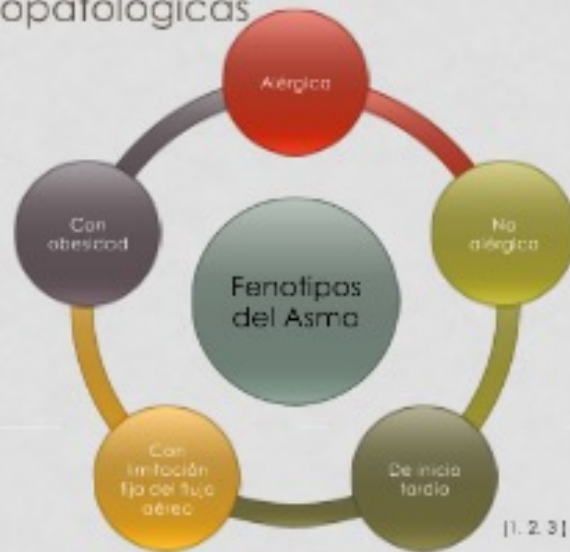 opatológicas
Alérgica
No
alérgica
De inicio
tardío
Con
limitación
fija del flujo
aéreo
Con
obesidad
Fenotipos
del Asma
[1, 2, 3]